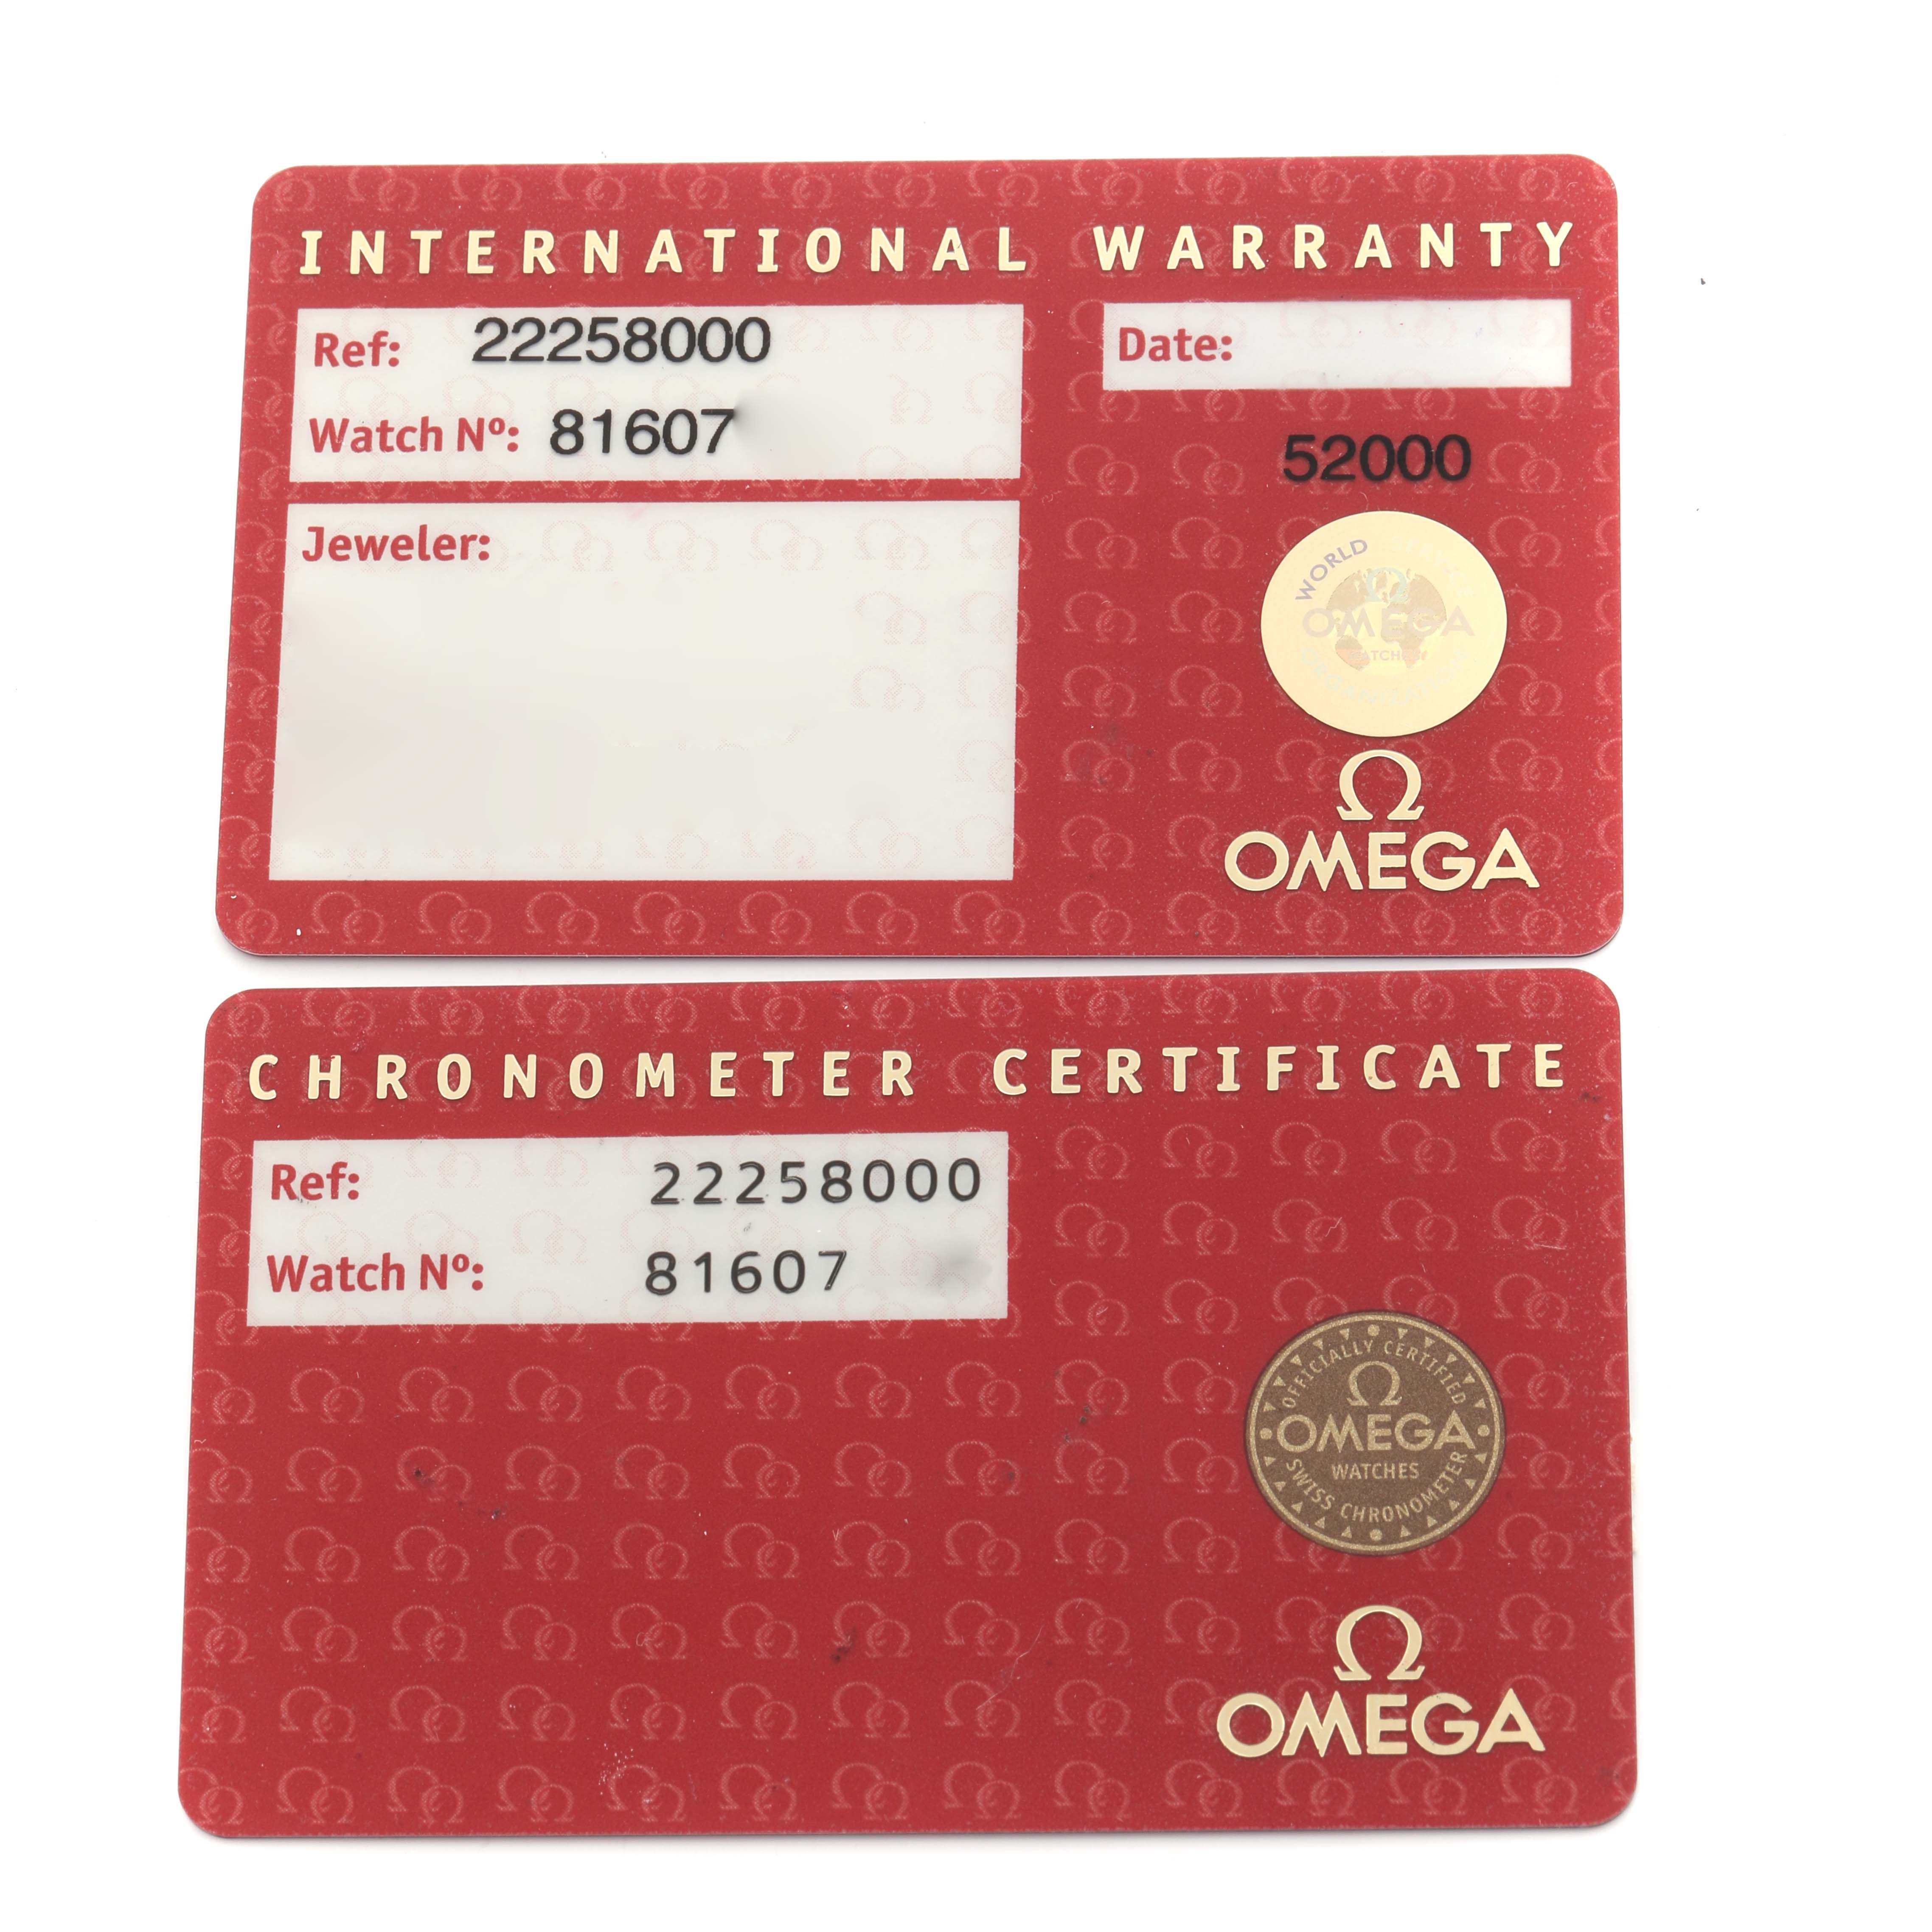 INTERNATIONAL WARRANTY
Ref: 22258000
Date:
Watch Nº: 81607
52000
Jeweler:
WORLD
OMEGA
Ω
OMEGA
CHRONOMETER CERTIFICATE
Ref: 22258000
Watch Nº: 81607
OFFICIALLY CERTIFIED
Ω
OMEGA
WATCHES
SWISS CHRONOMETER
Ω
OMEGA